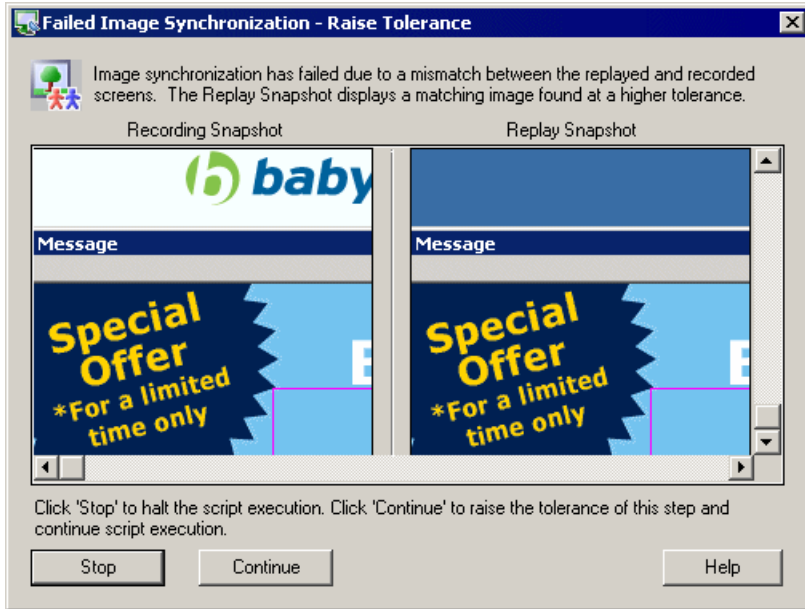 Failed Image Synchronization - Raise Tolerance
Image synchronization has failed due to a mismatch between the replayed and recorded
screens. The Replay Snapshot displays a matching image found at a higher tolerance.
Recording Snapshot
Replay Snapshot
b baby
Message
Message
Special
Offer
*For a limited
time only
E
Special
Offer
*For a limited
time only
E
Click 'Stop' to halt the script execution. Click 'Continue' to raise the tolerance of this step and
continue script execution.
Stop
Continue
Help